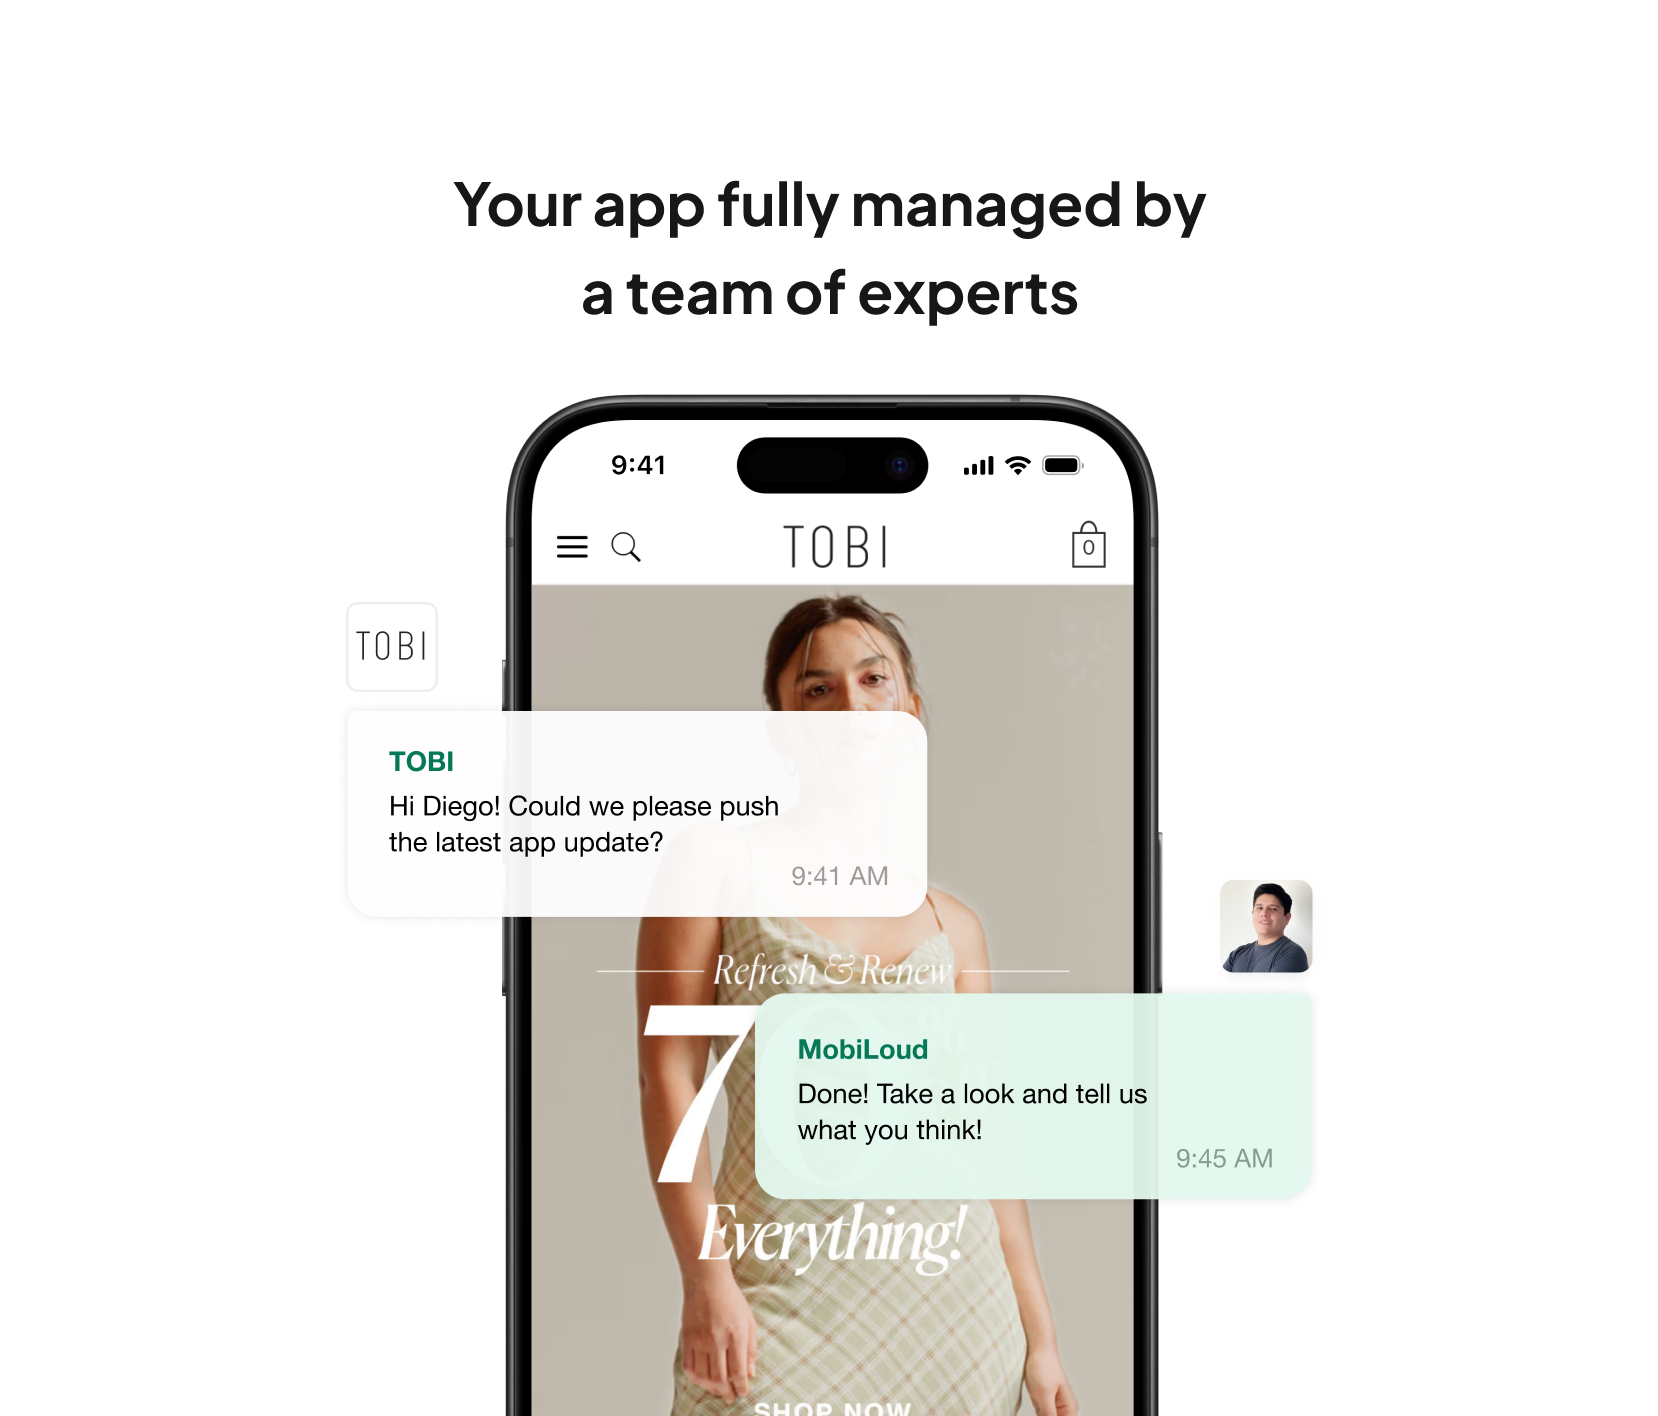 Your app fully managed by
a team of experts
9:41
TOBI
0
TOBI
TOBI
Hi Diego! Could we please push
the latest app update?
9:41 AM
Refresh & Renew
MobiLoud
Done! Take a look and tell us
what you think!
9:45 AM
Everything!
SHOP NOW